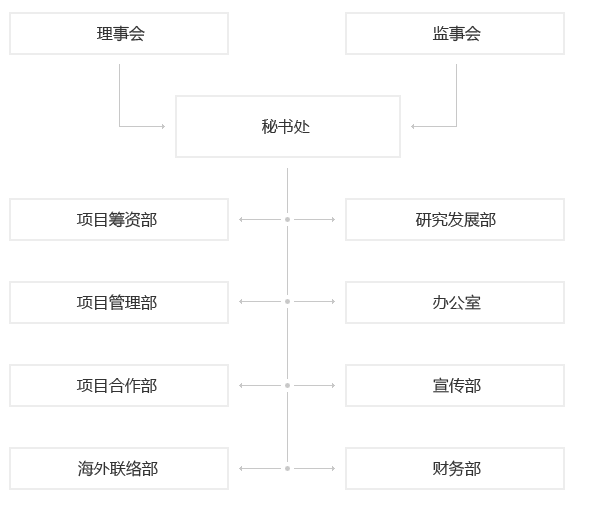 理事会
监事会
秘书处
项目筹资部
研究发展部
项目管理部
办公室
项目合作部
宣传部
海外联络部
财务部